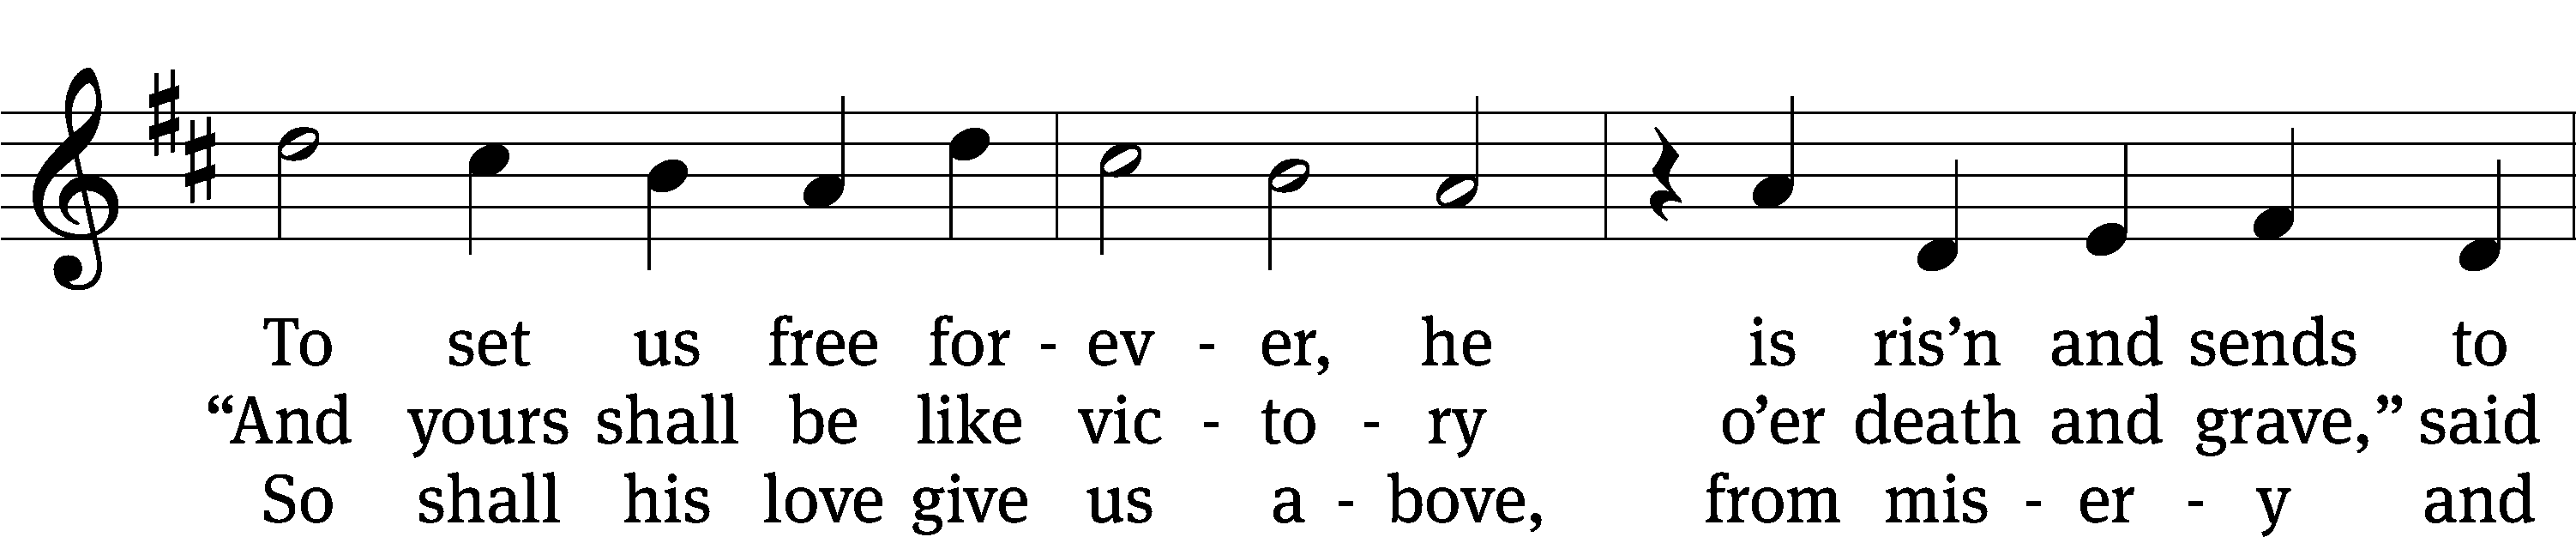 To set us free for - ev - er, he is ris’n and sends to
“And yours shall be like vic - to - ry o’er death and grave,” said
So shall his love give us a - bove, from mis - er - y and